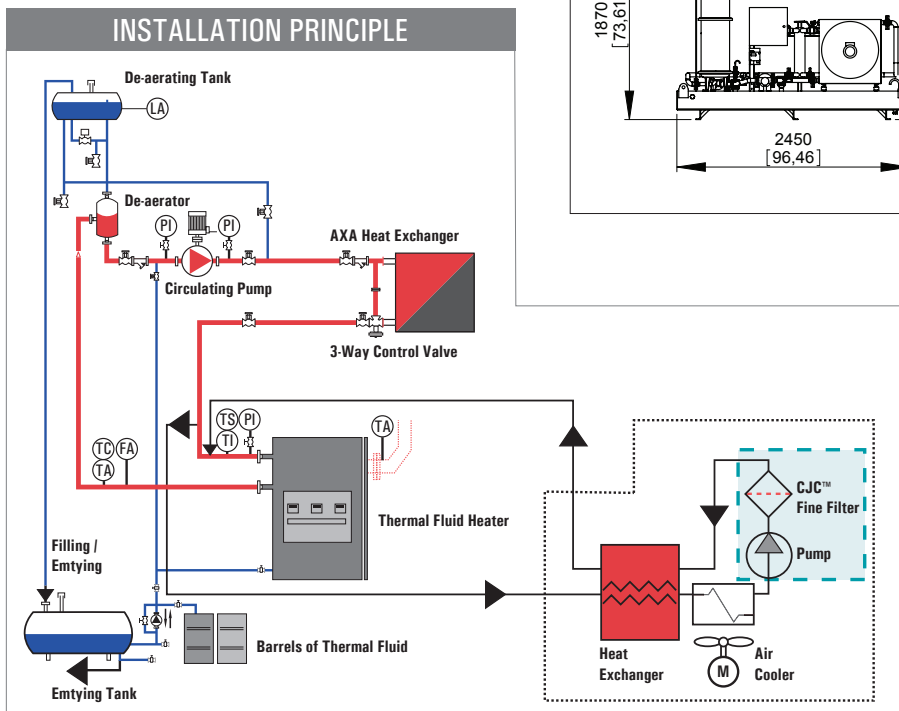 INSTALLATION PRINCIPLE
1870
[73,61
2450
[96,46]
De-aerating Tank
LA
De-aerator
PI
PI
AXA Heat Exchanger
Circulating Pump
3-Way Control Valve
TS
PI
TI
TA
TC
FA
TA
CJC™
Fine Filter
Thermal Fluid Heater
Pump
Filling /
Emtying
Barrels of Thermal Fluid
Heat
Exchanger
Air
Cooler
M
Emtying Tank